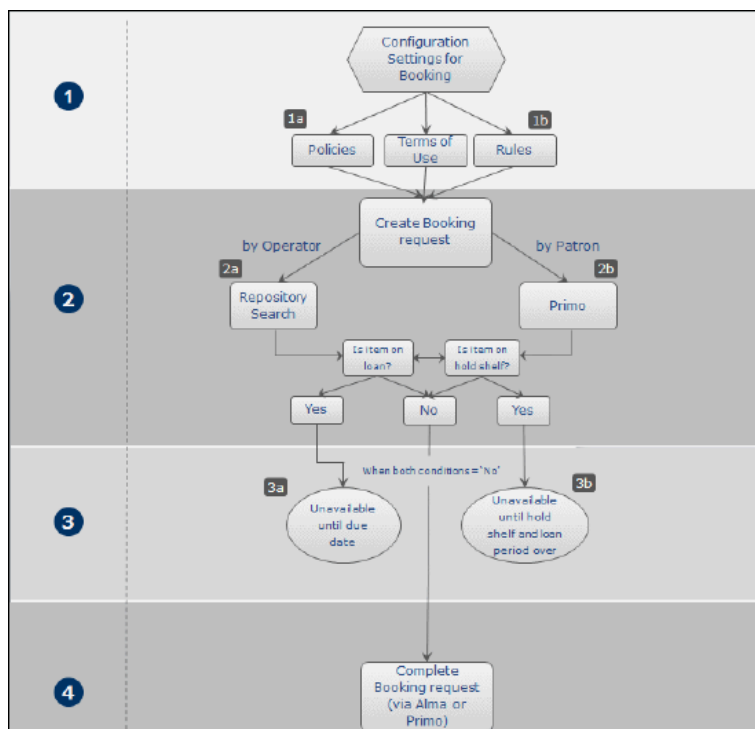 Configuration
Settings for
Booking
1
1a
1b
Policies
Terms of
Use
Rules
Create Booking
request
by Operator
by Patron
2a
2b
2
Repository
Search
Primo
Is item on
loan?
Is item on
hold shelf?
Yes
No
Yes
When both conditions = 'No'
3a
3b
3
Unavailable
until due
date
Unavailable
until hold
shelf and loan
period over
4
Complete
Booking request
(via Alma or
Primo)